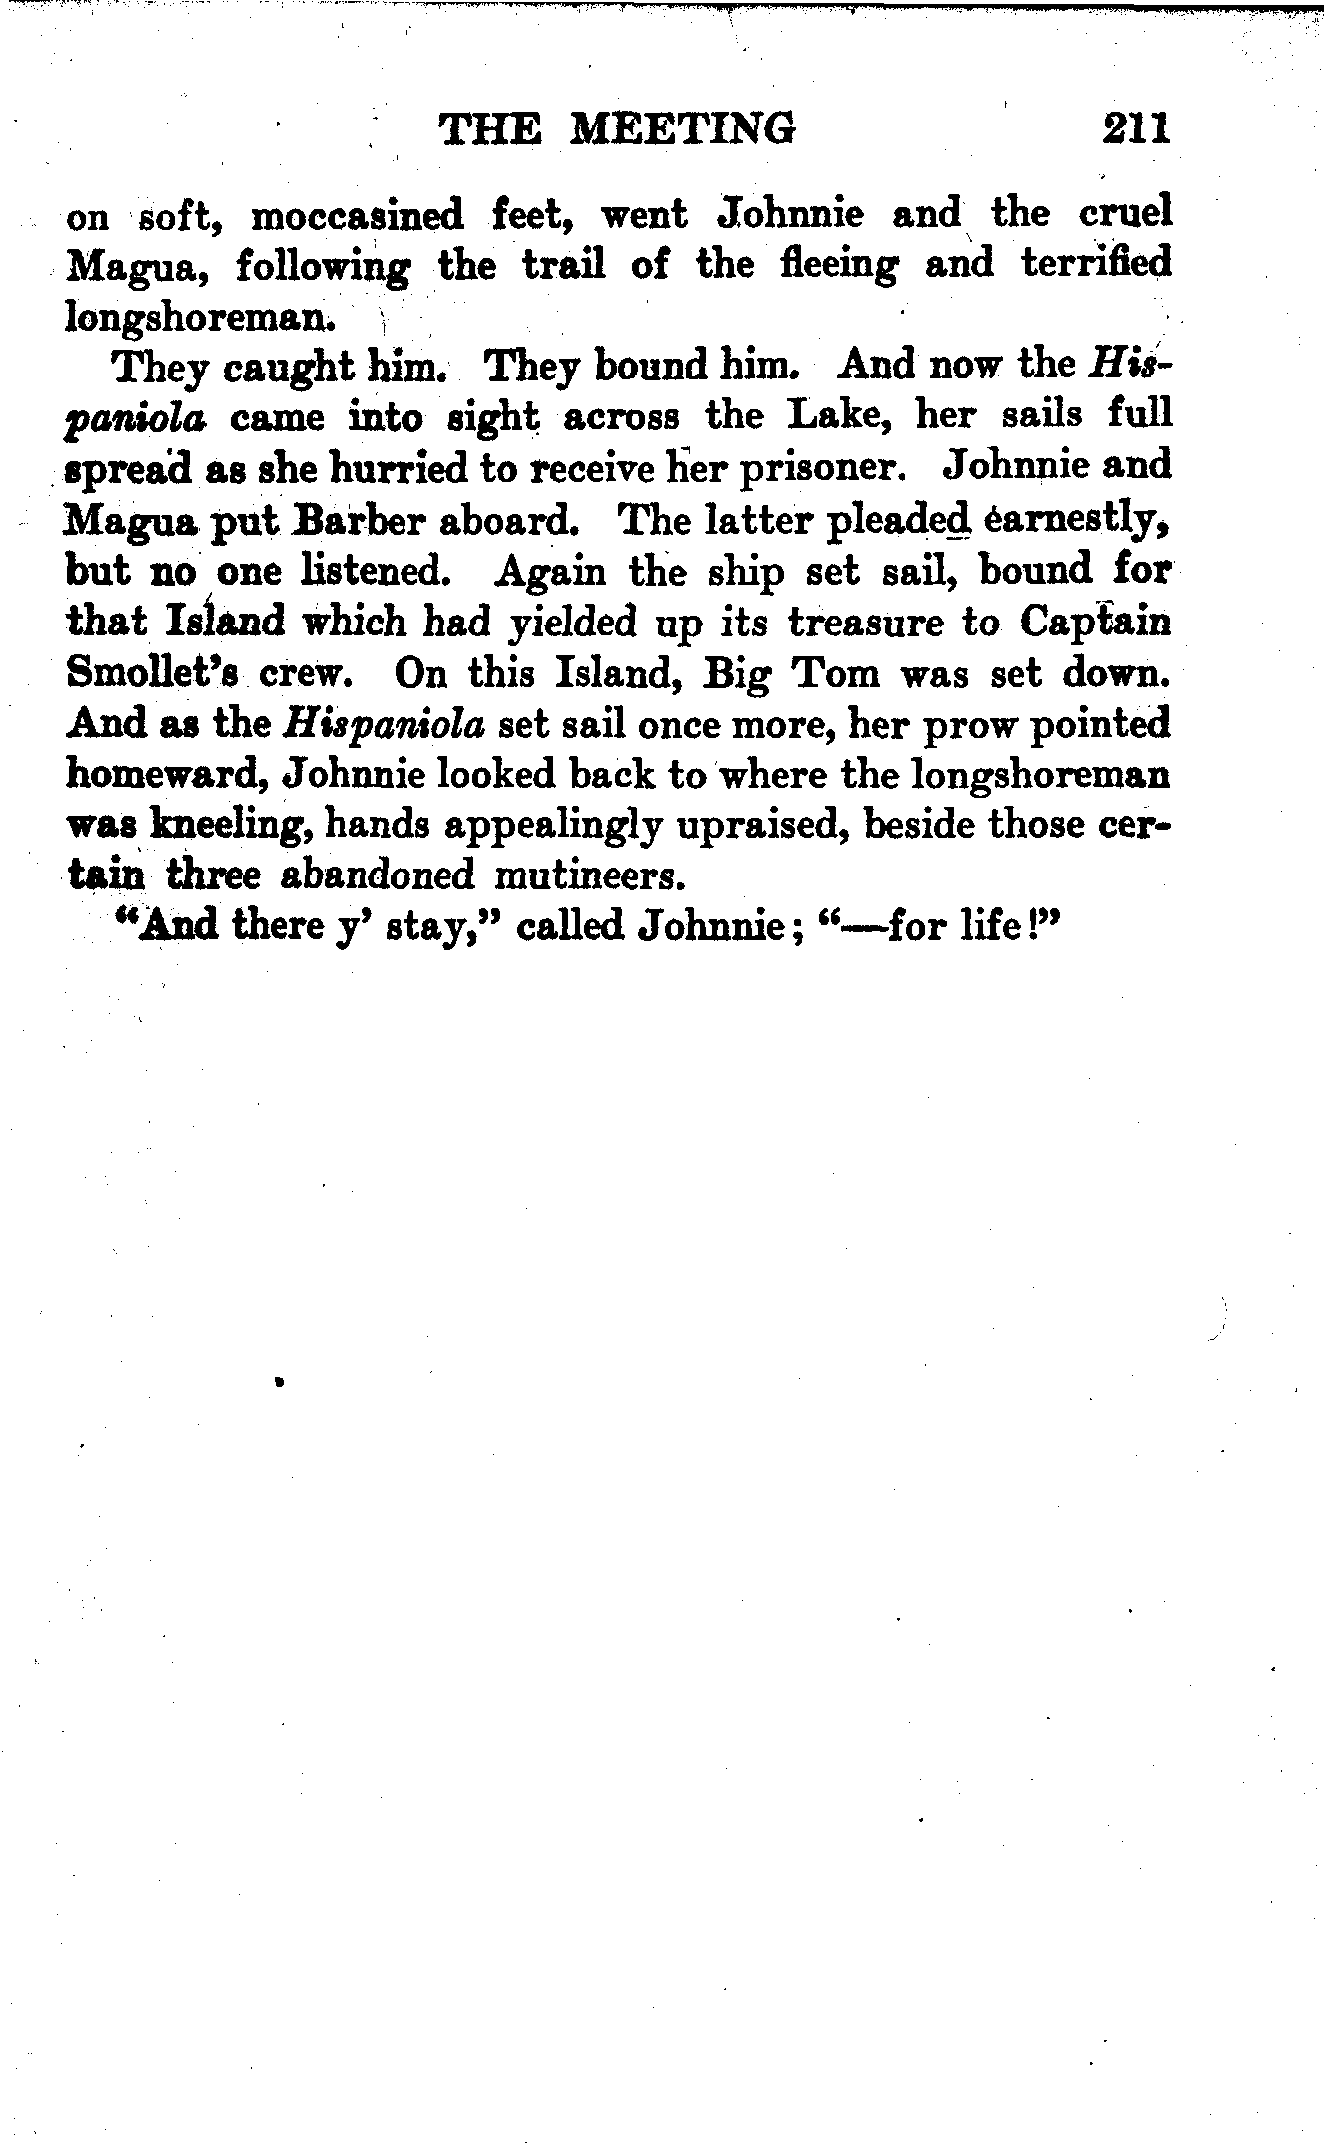 THE MEETING 211
on soft, moccasined feet, went Johnnie and the cruel
Magua, following the trail of the fleeing and terrified
longshoreman.
They caught him. They bound him. And now the His-
paniola came into sight across the Lake, her sails full
spread as she hurried to receive her prisoner. Johnnie and
Magua put Barber aboard. The latter pleaded earnestly,
but no one listened. Again the ship set sail, bound for
that Island which had yielded up its treasure to Captain
Smollet's crew. On this Island, Big Tom was set down.
And as the Hispaniola set sail once more, her prow pointed
homeward, Johnnie looked back to where the longshoreman
was kneeling, hands appealingly upraised, beside those cer-
tain three abandoned mutineers.
"And there y' stay," called Johnnie; "—for life!"